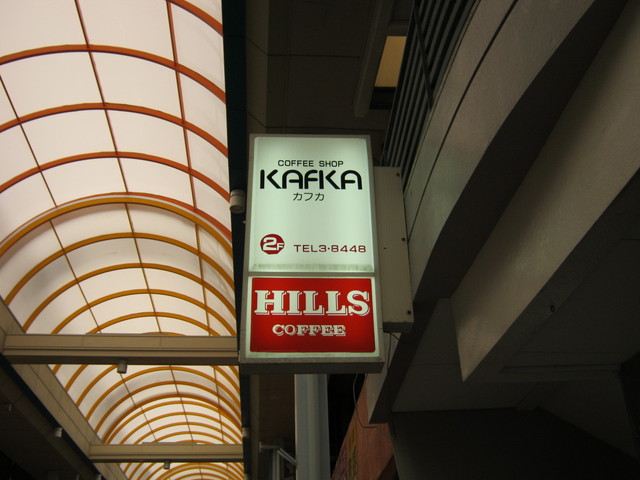 COFFEE SHOP
KAFKA
カフカ
2F TEL3-8448
HILLS
COFFEE